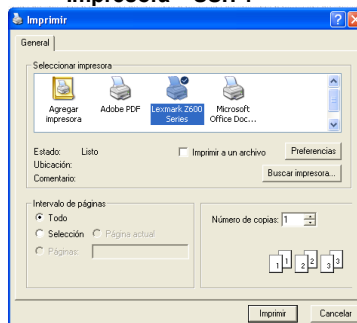 Imprimir
General
Seleccionar impresora
Agregar impresora
Adobe PDF
Lexmark Z600 Series
Microsoft Office Doc...
Estado: Listo
Ubicación:
Comentario:
Imprimir a un archivo
Preferencias
Buscar impresora...
Intervalo de páginas
Todo
Selección
Página actual
Páginas:
Número de copias: 1
1 1 2 2 3 3
Imprimir
Cancelar